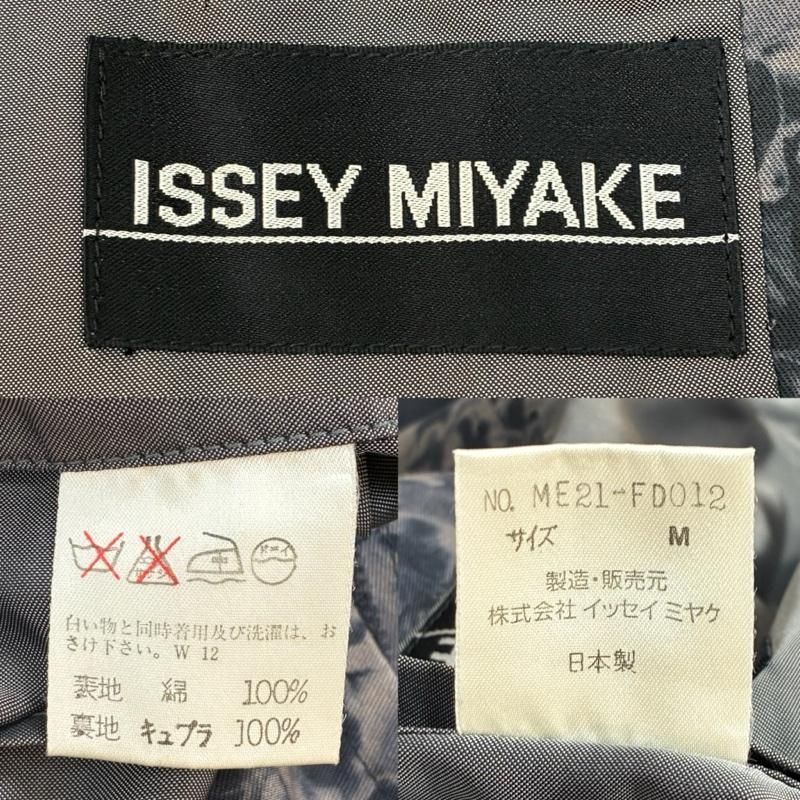 ISSEY MIYAKE
ドライ
白い物と同時着用及び洗濯は、お
さけ下さい。W 12
表地 綿 100%
裏地 キュプラ 100%
NO. ME21-FD012
サイズ M
製造・販売元
株式会社 イッセイ ミヤケ
日本製